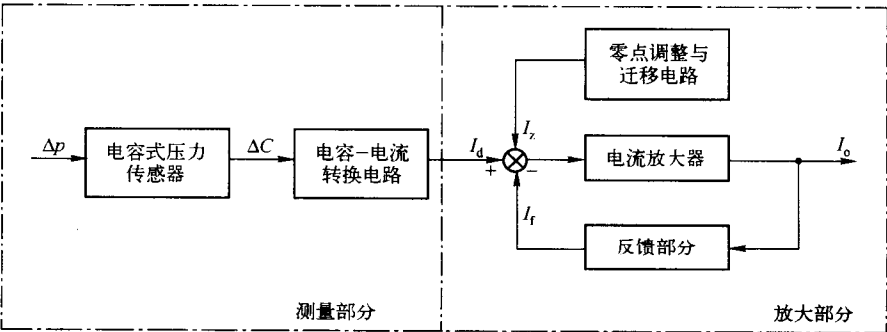 零点调整与
迁移电路
Δp
电容式压力
传感器
ΔC
电容-电流
转换电路
I_d
+
I_z
−
电流放大器
I_o
I_f
反馈部分
测量部分
放大部分